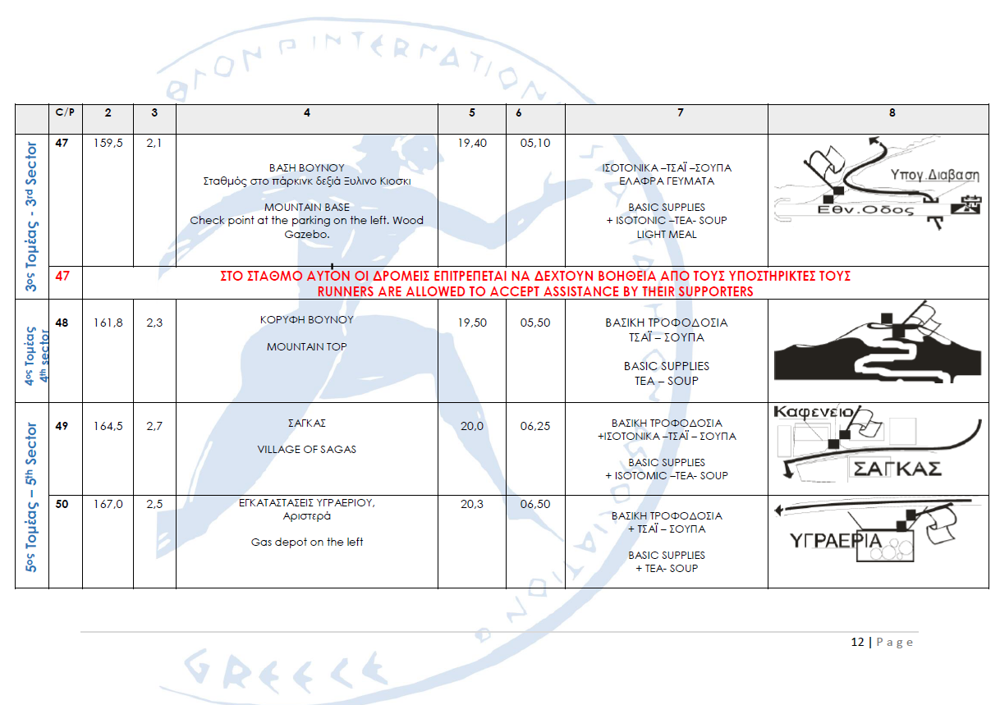 C/P 2 3 4 5 6 7 8
3ος Τομέας - 3rd Sector
47 159,5 2,1
ΒΑΣΗ ΒΟΥΝΟΥ
Σταθμός στο πάρκινκ δεξιά Ξυλινο Κιοσκι
MOUNTAIN BASE
Check point at the parking on the left. Wood
Gazebo.
19,40 05,10
ΙΣΟΤΟΝΙΚΑ –ΤΣΑΪ –ΣΟΥΠΑ
ΕΛΑΦΡΑ ΓΕΥΜΑΤΑ
BASIC SUPPLIES
+ ISOTONIC –TEA- SOUP
LIGHT MEAL
Υπογ.Διαβαση
Εθν.Οδος
47 ΣΤΟ ΣΤΑΘΜΟ ΑΥΤΟΝ ΟΙ ΔΡΟΜΕΙΣ ΕΠΙΤΡΕΠΕΤΑΙ ΝΑ ΔΕΧΤΟΥΝ ΒΟΗΘΕΙΑ ΑΠΟ ΤΟΥΣ ΥΠΟΣΤΗΡΙΚΤΕΣ ΤΟΥΣ
RUNNERS ARE ALLOWED TO ACCEPT ASSISTANCE BY THEIR SUPPORTERS
4ος Τομέας
4th sector
48 161,8 2,3
ΚΟΡΥΦΗ ΒΟΥΝΟΥ
MOUNTAIN TOP
19,50 05,50
ΒΑΣΙΚΗ ΤΡΟΦΟΔΟΣΙΑ
ΤΣΑΪ – ΣΟΥΠΑ
BASIC SUPPLIES
TEA – SOUP
5ος Τομέας – 5th Sector
49 164,5 2,7
ΣΑΓΚΑΣ
VILLAGE OF SAGAS
20,0 06,25
ΒΑΣΙΚΗ ΤΡΟΦΟΔΟΣΙΑ
+ΙΣΟΤΟΝΙΚΑ –ΤΣΑΪ – ΣΟΥΠΑ
BASIC SUPPLIES
+ ISOTOMIC –TEA- SOUP
Καφενείο
ΣΑΓΚΑΣ
50 167,0 2,5
ΕΓΚΑΤΑΣΤΑΣΕΙΣ ΥΓΡΑΕΡΙΟΥ,
Αριστερά
Gas depot on the left
20,3 06,50
ΒΑΣΙΚΗ ΤΡΟΦΟΔΟΣΙΑ
+ ΤΣΑΪ – ΣΟΥΠΑ
BASIC SUPPLIES
+ TEA- SOUP
ΥΓΡΑΕΡΙΑ
12 | Page
GREECE